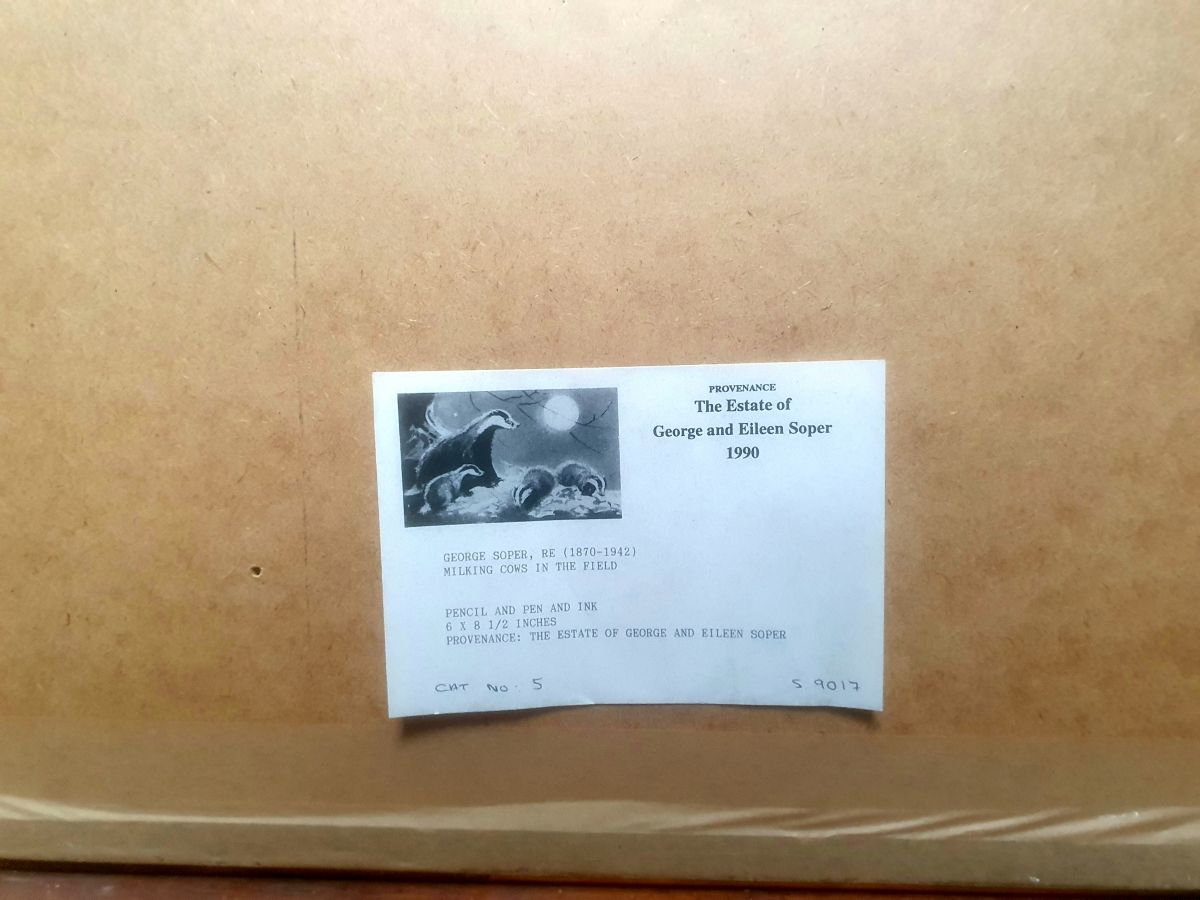 PROVENANCE
The Estate of
George and Eileen Soper
1990
GEORGE SOPER, RE (1870-1942)
MILKING COWS IN THE FIELD
PENCIL AND PEN AND INK
6 X 8 1/2 INCHES
PROVENANCE: THE ESTATE OF GEORGE AND EILEEN SOPER
CAT NO: 5
S 9017